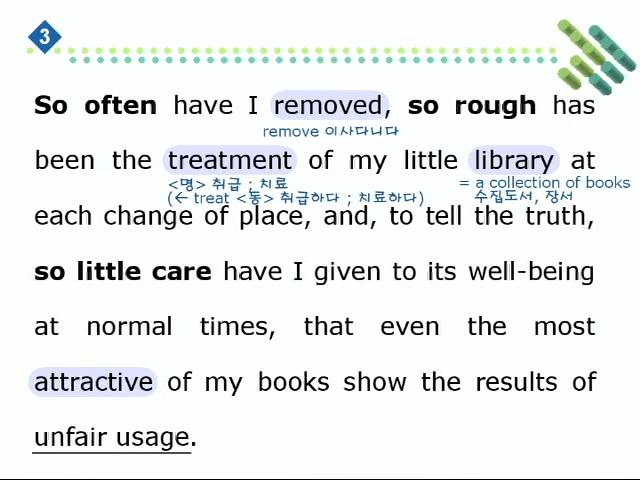 3
So often have I removed, so rough has
remove 이사다니다
been the treatment of my little library at
<명> 취급 ; 치료 = a collection of books
(← treat <동> 취급하다 ; 치료하다) 수집도서, 장서
each change of place, and, to tell the truth,
so little care have I given to its well-being
at normal times, that even the most
attractive of my books show the results of
unfair usage.